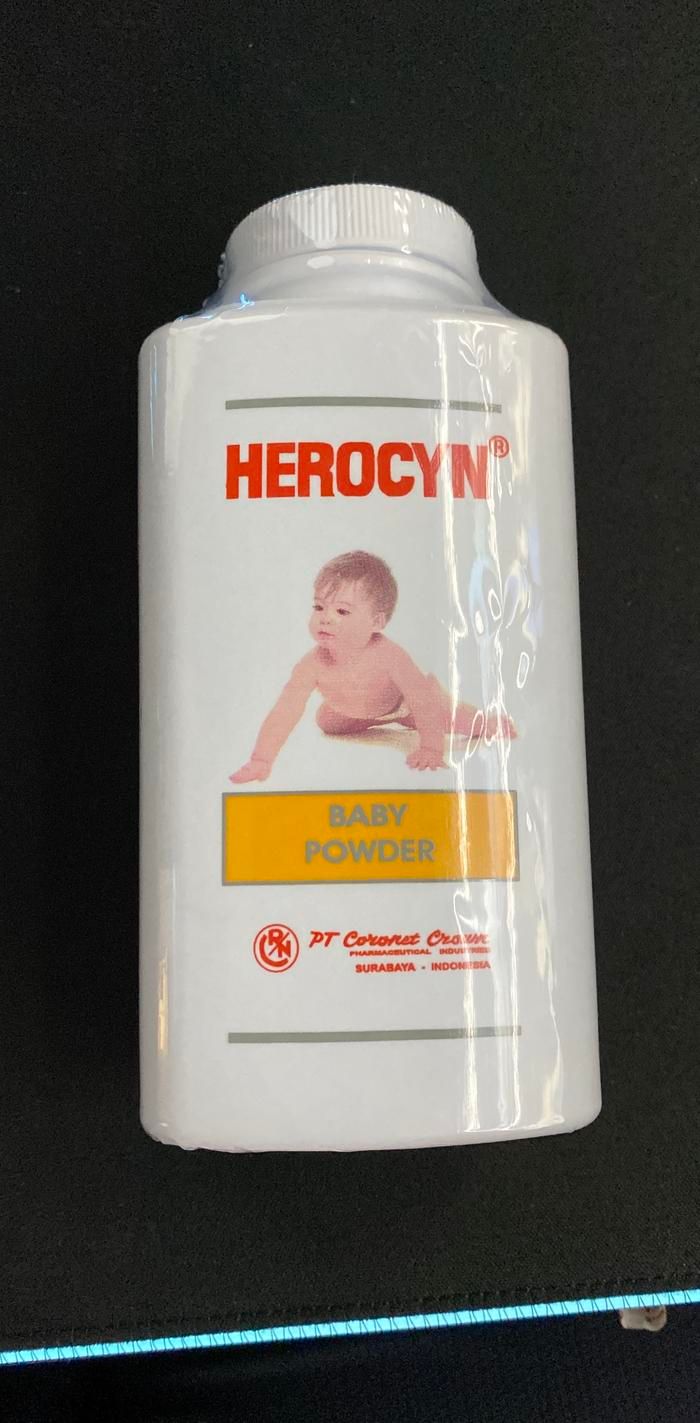 HEROCYN®
BABY
POWDER
PT Coronet Crown
PHARMACEUTICAL INDUSTRIES
SURABAYA - INDONESIA